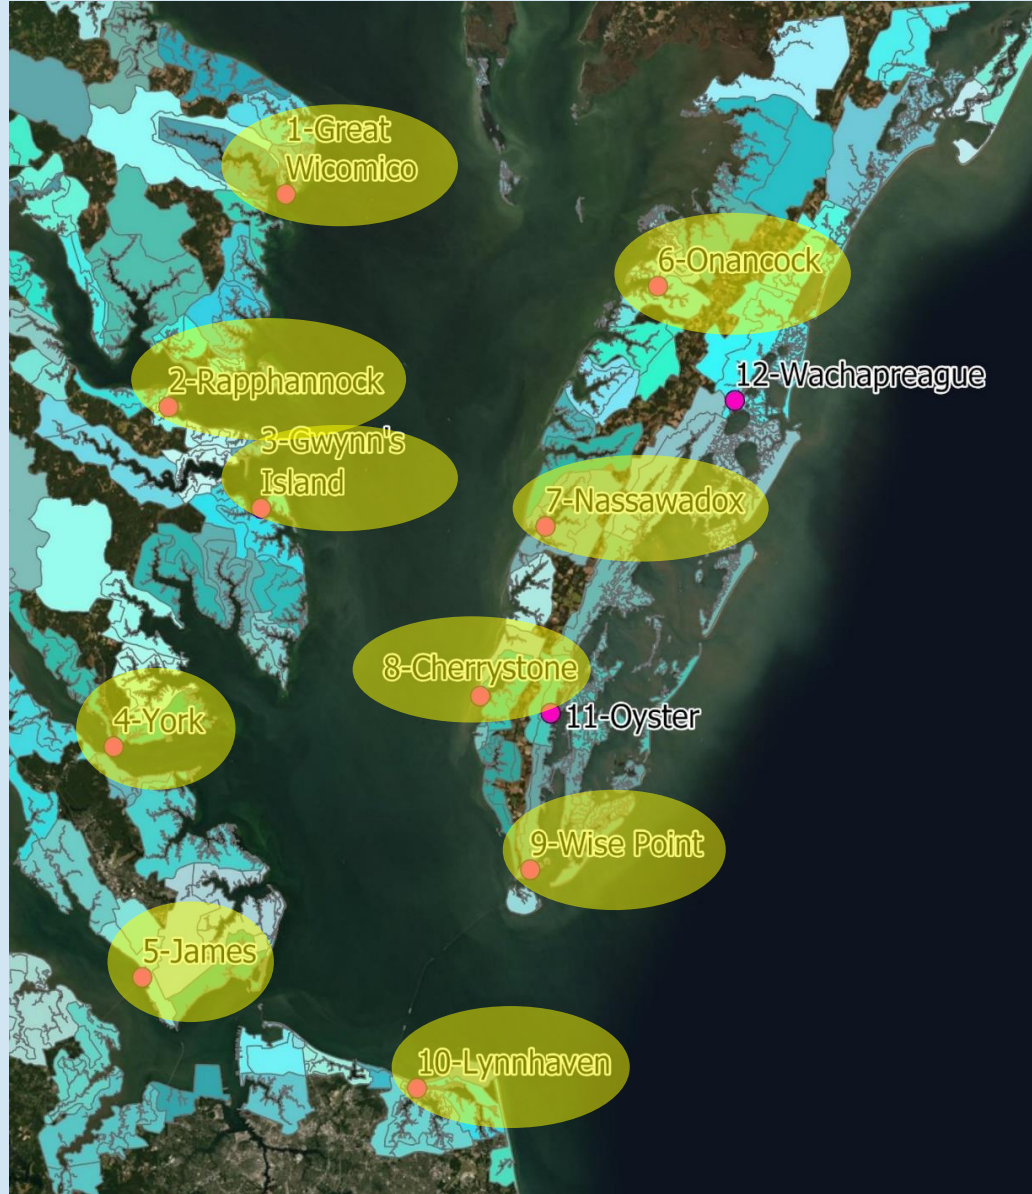 1-Great
Wicomico
6-Onancock
2-Rapphannock
12-Wachapreague
3-Gwynn's
Island
7-Nassawadox
8-Cherrystone
4-York
11-Oyster
9-Wise Point
5-James
10-Lynnhaven